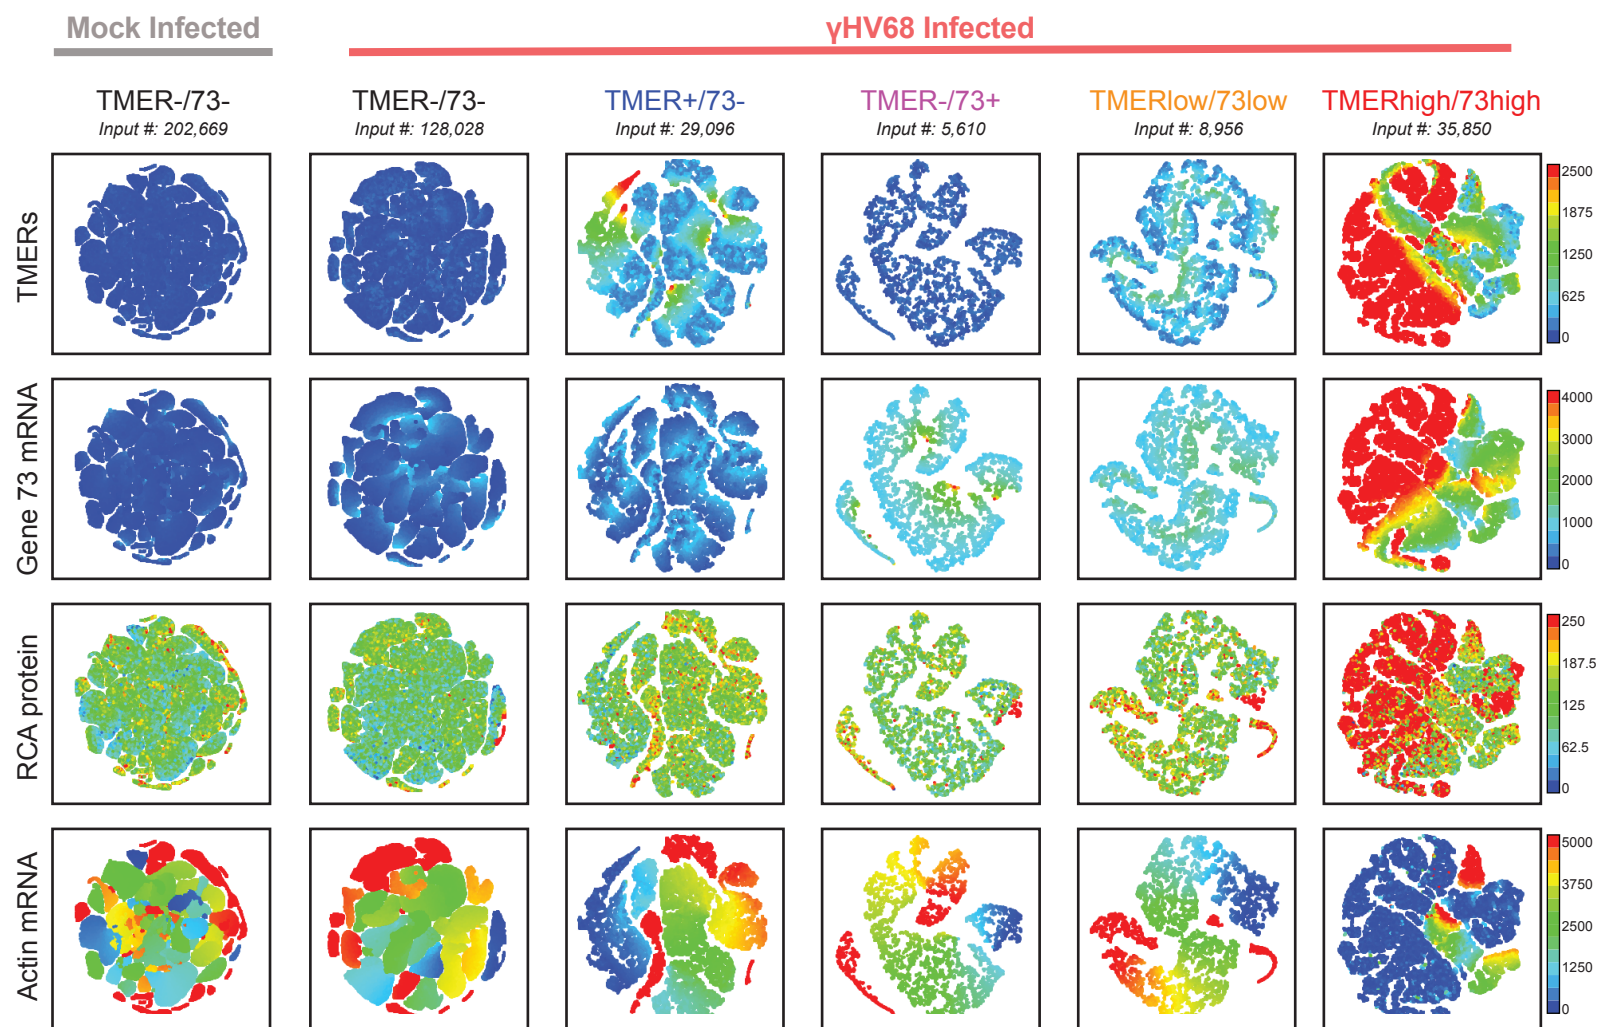 Mock Infected
γHV68 Infected
TMER-/73-
TMER-/73-
TMER+/73-
TMER-/73+
TMERlow/73low
TMERhigh/73high
Input #: 202,669
Input #: 128,028
Input #: 29,096
Input #: 5,610
Input #: 8,956
Input #: 35,850
TMERs
2500
1875
1250
625
0
Gene 73 mRNA
4000
3000
2000
1000
0
RCA protein
250
187.5
125
62.5
0
Actin mRNA
5000
3750
2500
1250
0